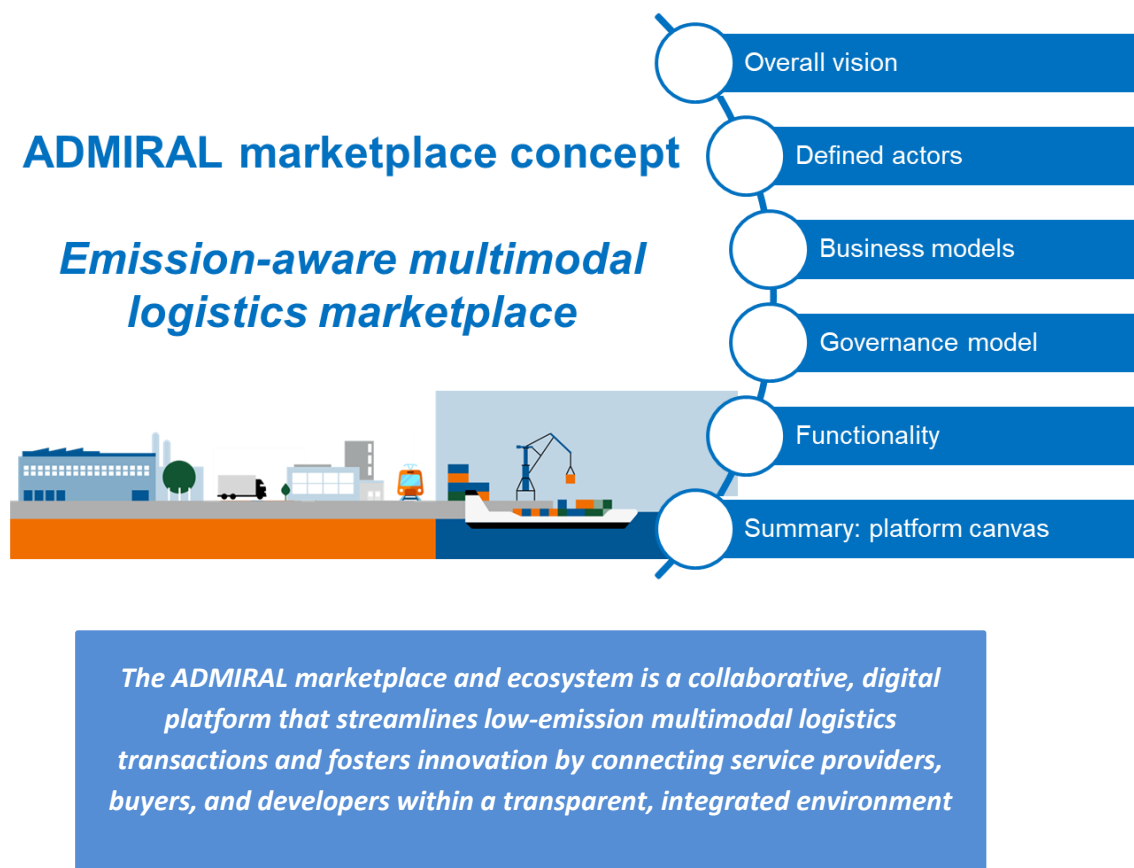 ADMIRAL marketplace concept
Emission-aware multimodal
logistics marketplace
Overall vision
Defined actors
Business models
Governance model
Functionality
Summary: platform canvas
The ADMIRAL marketplace and ecosystem is a collaborative, digital
platform that streamlines low-emission multimodal logistics
transactions and fosters innovation by connecting service providers,
buyers, and developers within a transparent, integrated environment